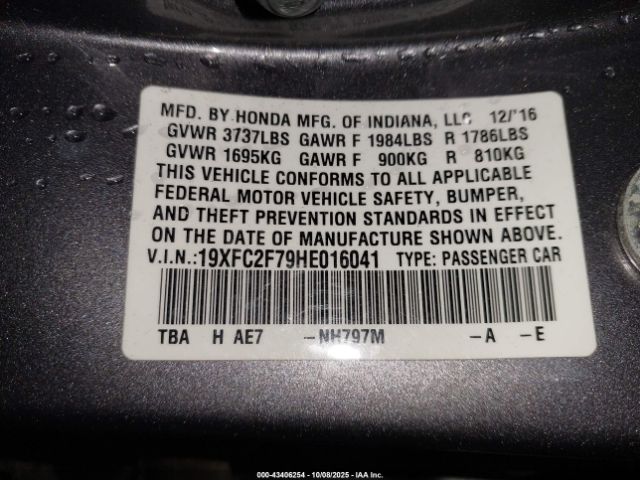 MFD. BY HONDA MFG. OF INDIANA, LLC 12/'16
GVWR 3737LBS GAWR F 1984LBS R 1786LBS
GVWR 1695KG GAWR F 900KG R 810KG
THIS VEHICLE CONFORMS TO ALL APPLICABLE
FEDERAL MOTOR VEHICLE SAFETY, BUMPER,
AND THEFT PREVENTION STANDARDS IN EFFECT
ON THE DATE OF MANUFACTURE SHOWN ABOVE.
V.I.N.:19XFC2F79HE016041 TYPE: PASSENGER CAR
TBA H AE7 -NH797M -A -E
000-43406254 - 10/08/2025 - IAAI Inc.